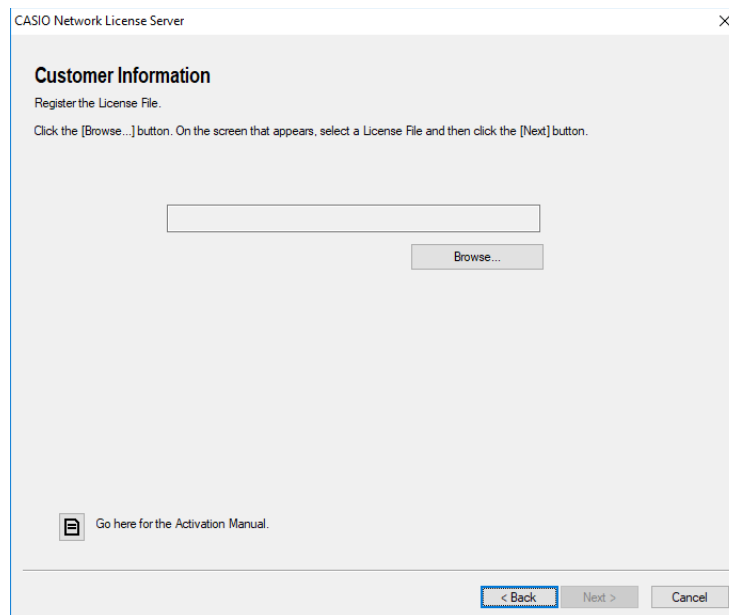 CASIO Network License Server
Customer Information
Register the License File.
Click the [Browse...] button. On the screen that appears, select a License File and then click the [Next] button.
Browse...
Go here for the Activation Manual.
< Back Next > Cancel